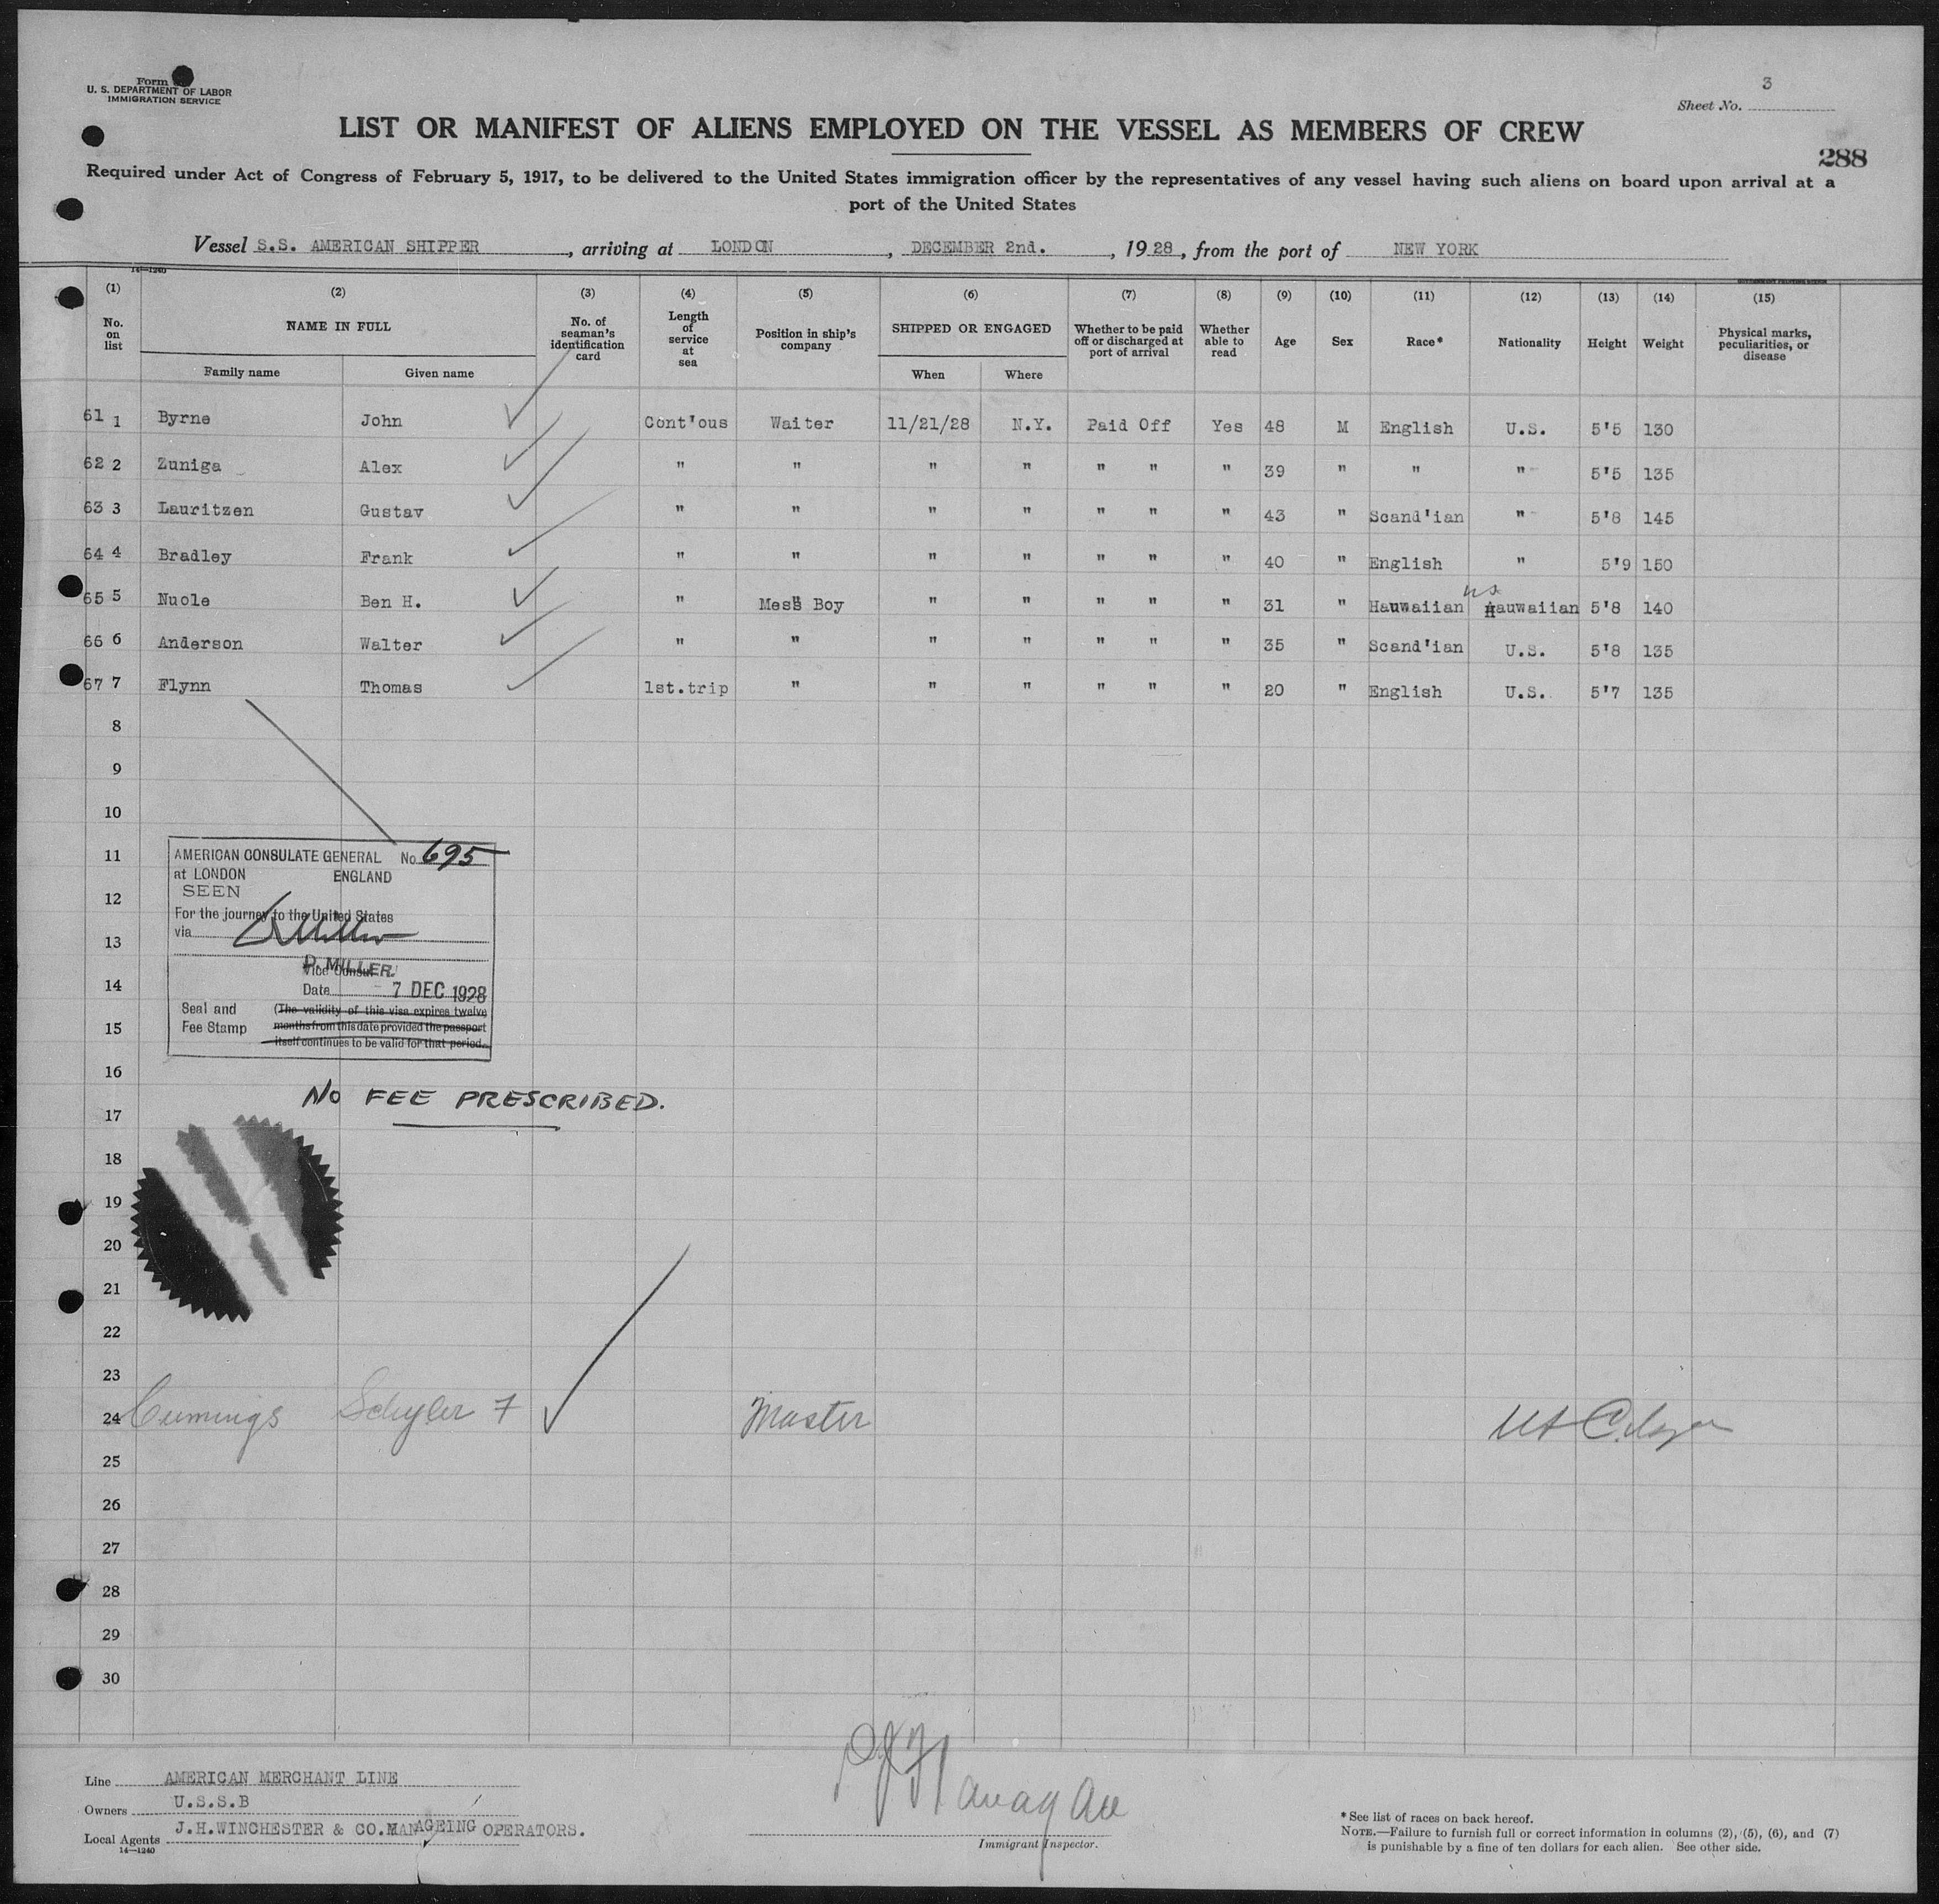 Form
U. S. DEPARTMENT OF LABOR
IMMIGRATION SERVICE
3
Sheet No.
LIST OR MANIFEST OF ALIENS EMPLOYED ON THE VESSEL AS MEMBERS OF CREW
288
Required under Act of Congress of February 5, 1917, to be delivered to the United States immigration officer by the representatives of any vessel having such aliens on board upon arrival at a
port of the United States
Vessel S.S. AMERICAN SHIPPER, arriving at LONDON, DECEMBER 2nd., 1928, from the port of NEW YORK
14—1240
(1) (2) (3) (4) (5) (6) (7) (8) (9) (10) (11) (12) (13) (14) (15)
No. on list NAME IN FULL No. of seaman's identification card Length of service at sea Position in ship's company SHIPPED OR ENGAGED Whether to be paid off or discharged at port of arrival Whether able to read Age Sex Race* Nationality Height Weight Physical marks, peculiarities, or disease
Family name Given name When Where
61 1 Byrne John Cont'ous Waiter 11/21/28 N.Y. Paid Off Yes 48 M English U.S. 5'5 130
62 2 Zuniga Alex " " " " " " " 39 " " " 5'5 135
63 3 Lauritzen Gustav " " " " " " " 43 " Scand'ian " 5'8 145
64 4 Bradley Frank " " " " " " " 40 " English " 5'9 150
65 5 Nuole Ben H. " Mess Boy " " " " " 31 " Hauwaiian US Hauwaiian 5'8 140
66 6 Anderson Walter " " " " " " " 35 " Scand'ian U.S. 5'8 135
67 7 Flynn Thomas 1st.trip " " " " " " 20 " English U.S. 5'7 135
8
9
10
11
AMERICAN CONSULATE GENERAL No. 695
at LONDON ENGLAND
SEEN
12
For the journey to the United States
via
13
D. MILLER.
Vice Consul
14
Date 7 DEC 1928
Seal and Fee Stamp
(The validity of this visa expires twelve
15
months from this date provided the passport
itself continues to be valid for that period.
16
No FEE PRESCRIBED.
17
18
19
20
21
22
23
24 Cummings Schyler F Master US Citizen
25
26
27
28
29
30
Line AMERICAN MERCHANT LINE
Owners U.S.S.B
Local Agents J.H.WINCHESTER & CO.MANAGEING OPERATORS.
14—1240
PJ Flanagan
Immigrant Inspector.
* See list of races on back hereof.
NOTE.—Failure to furnish full or correct information in columns (2), (5), (6), and (7)
is punishable by a fine of ten dollars for each alien. See other side.